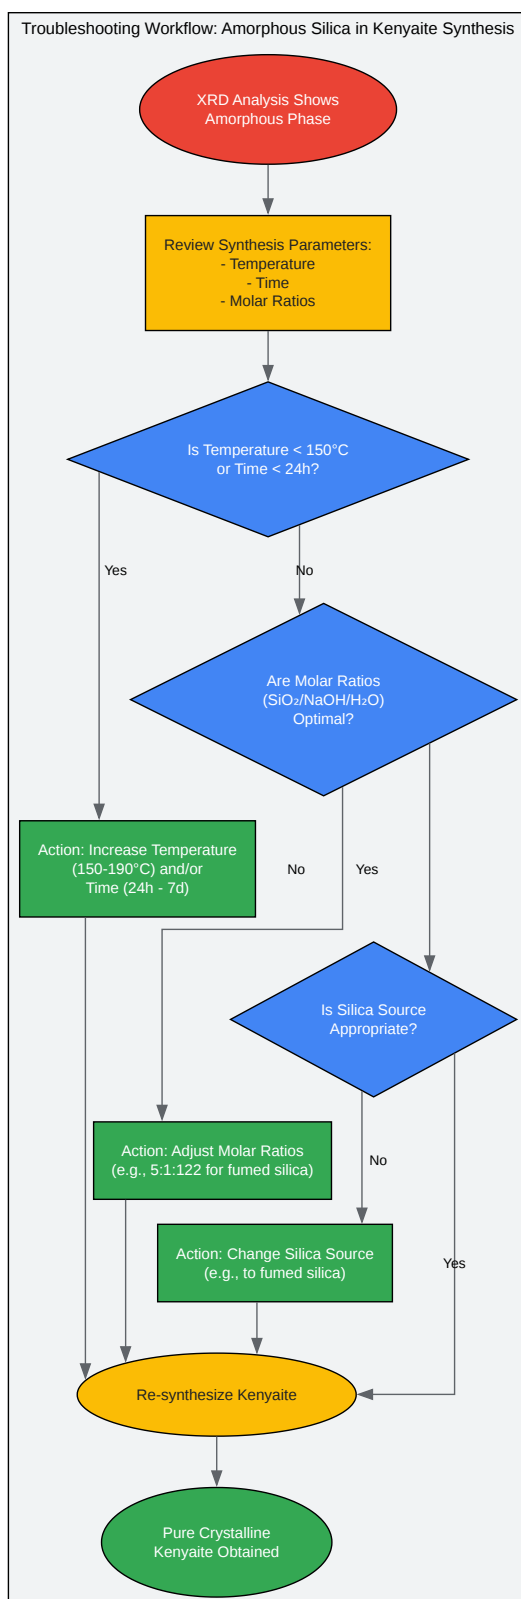 Troubleshooting Workflow: Amorphous Silica in Kenyaite Synthesis
XRD Analysis Shows
Amorphous Phase
Review Synthesis Parameters:
- Temperature
- Time
- Molar Ratios
Is Temperature < 150°C
or Time < 24h?
Yes
No
Are Molar Ratios
(SiO₂/NaOH/H₂O)
Optimal?
Action: Increase Temperature
(150-190°C) and/or
Time (24h - 7d)
No
Yes
Is Silica Source
Appropriate?
Action: Adjust Molar Ratios
(e.g., 5:1:122 for fumed silica)
No
Action: Change Silica Source
(e.g., to fumed silica)
Yes
Re-synthesize Kenyaite
Pure Crystalline
Kenyaite Obtained